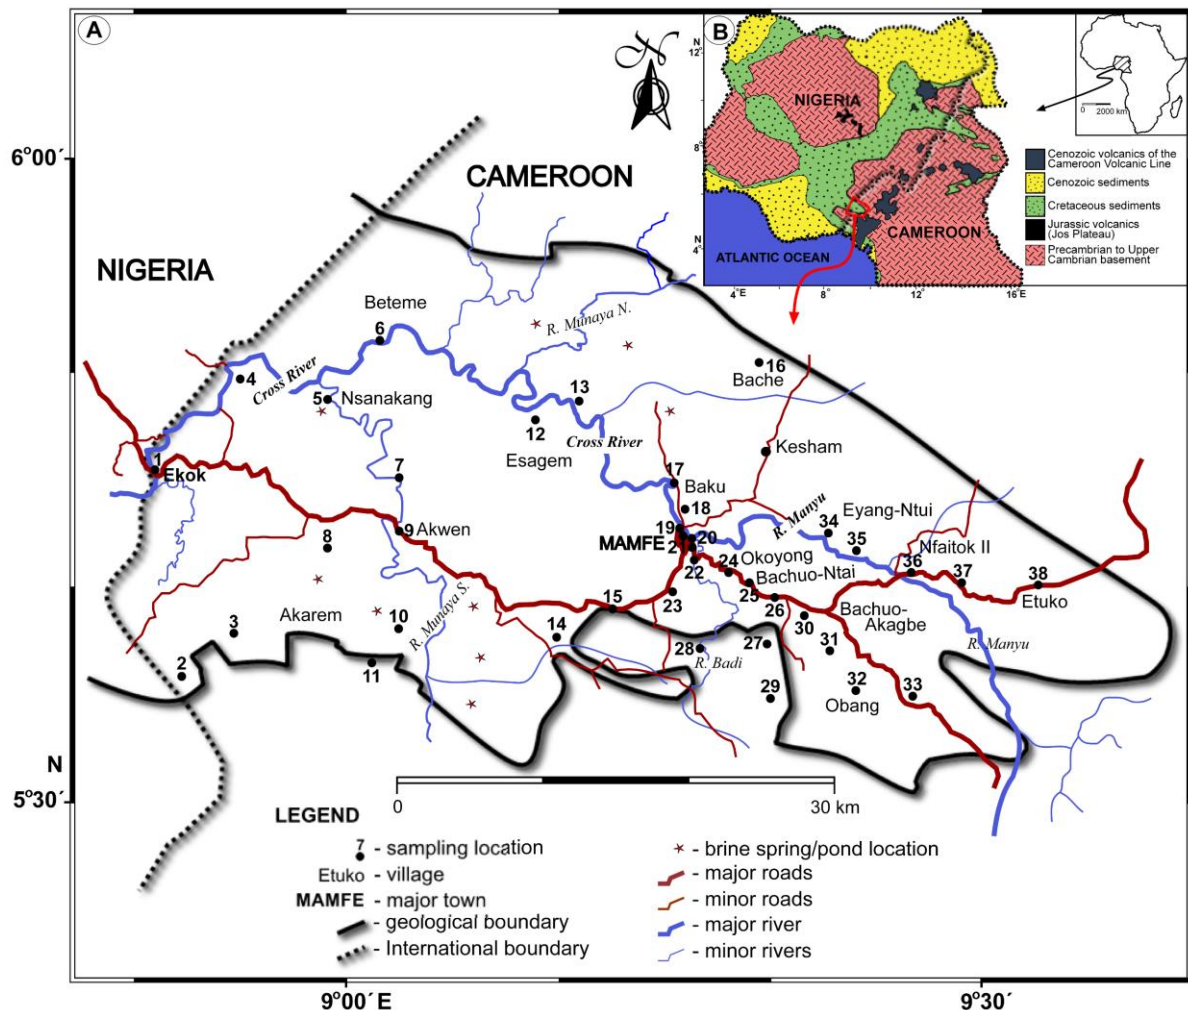 A
N
6°00´
CAMEROON
NIGERIA
B
N
12°
8°
N
4°
NIGERIA
CAMEROON
ATLANTIC OCEAN
4°E
8°
12°
16°E
0 2000 km
Cenozoic volcanics of the
Cameroon Volcanic Line
Cenozoic sediments
Cretaceous sediments
Jurassic volcanics
(Jos Plateau)
Precambrian to Upper
Cambrian basement
Beteme
6
R. Munaya N.
4
Cross River
5
Nsanakang
13
12
Cross River
Esagem
16
Bache
Kesham
1
Ekok
7
17
Baku
18
8
9
Akwen
19
MAMFE
20
2
22
R. Manyu
34
Eyang-Ntui
35
Nfaitok II
36
37
38
Etuko
24
Okoyong
Bachuo-Ntai
25
26
23
15
30
Bachuo-
Akagbe
Akarem
3
10
R. Munaya S.
14
28
R. Badi
27
31
R. Manyu
2
11
29
32
Obang
33
N
5°30´
0
30 km
LEGEND
7 - sampling location
Etuko - village
MAMFE - major town
- geological boundary
- International boundary
- brine spring/pond location
- major roads
- minor roads
- major river
- minor rivers
9°00´ E
9°30´